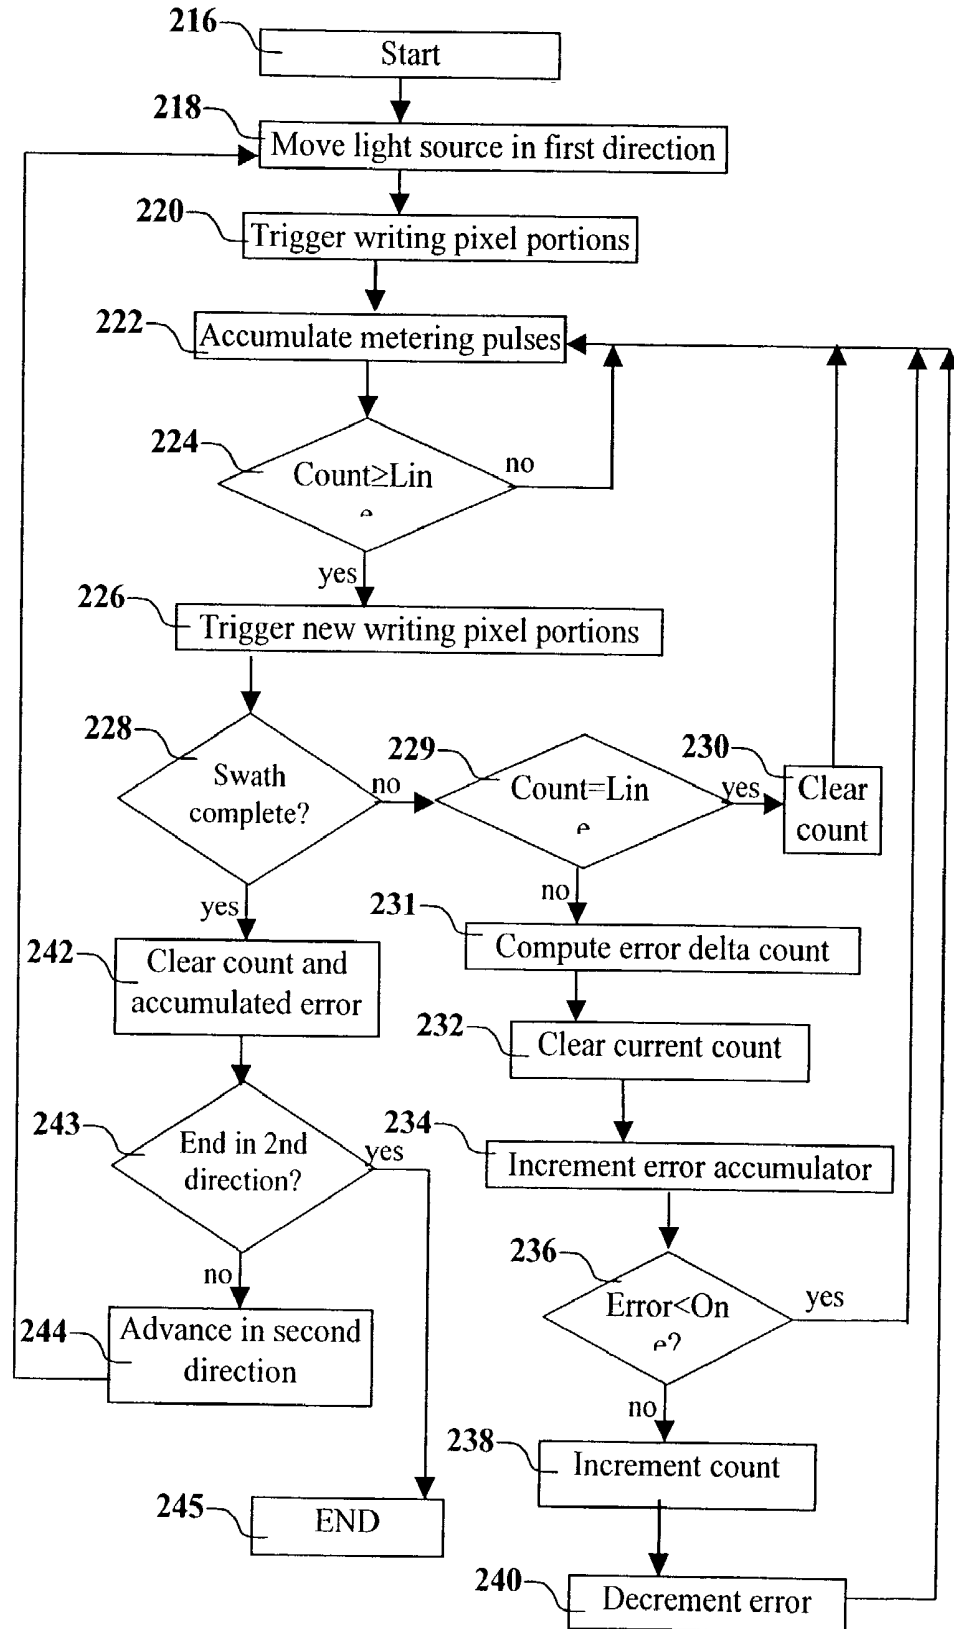 216
Start
218
Move light source in first direction
220
Trigger writing pixel portions
222
Accumulate metering pulses
224
Count≥Lin
e
no
yes
226
Trigger new writing pixel portions
228
Swath
complete?
no
229
Count=Lin
e
yes
230
Clear
count
yes
no
231
Compute error delta count
242
Clear count and
accumulated error
232
Clear current count
243
End in 2nd
direction?
yes
234
Increment error accumulator
no
236
Error<On
e?
yes
244
Advance in second
direction
no
238
Increment count
245
END
240
Decrement error